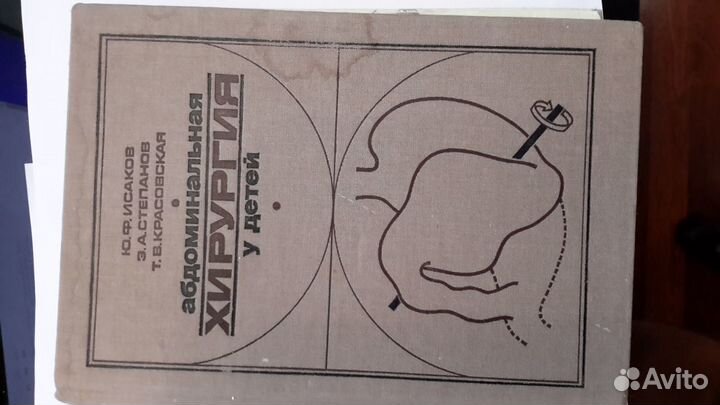 Ю.Ф.ИСАКОВ
Э.А.СТЕПАНОВ
Т.В.КРАСОВСКАЯ
абдоминальная
ХИРУРГИЯ
у детей
Avito